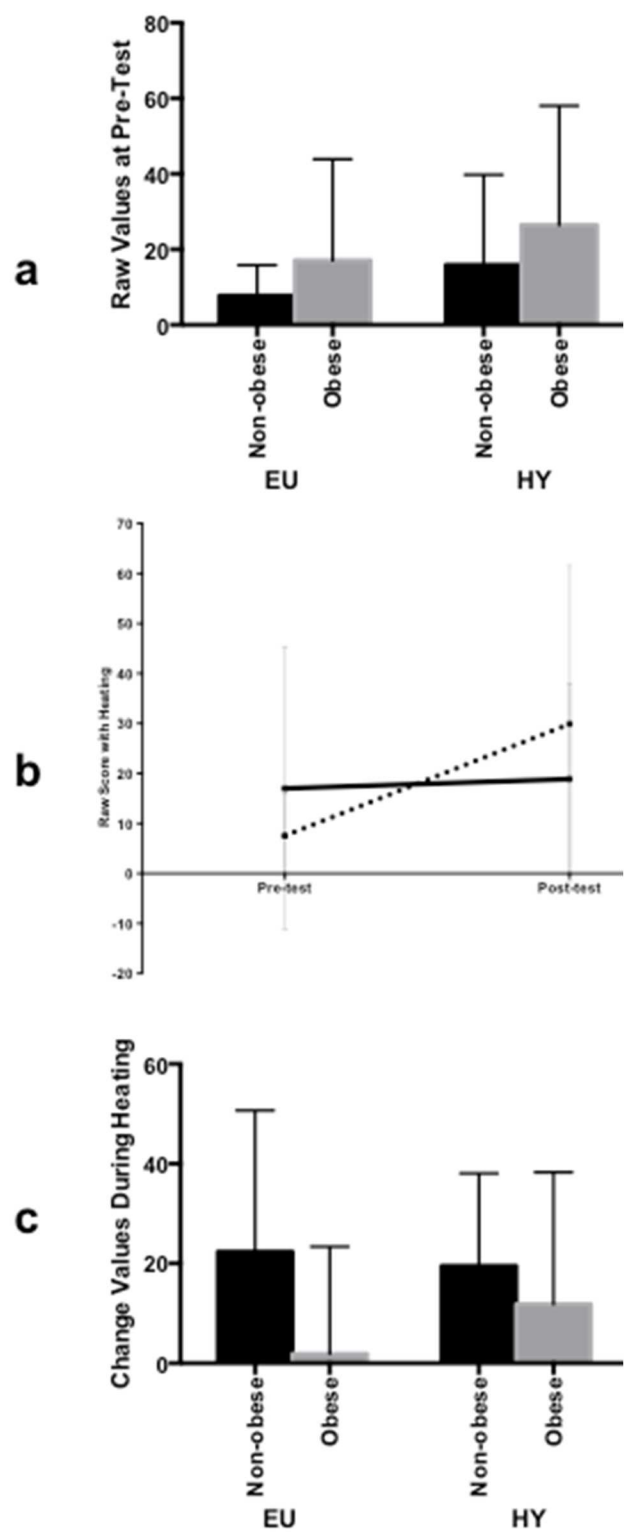 a
Raw Values at Pre-Test
80
60
40
20
0
Non-obese
Obese
Non-obese
Obese
EU
HY
b
Raw Score with Heating
70
60
50
40
30
20
10
0
-10
-20
Pre-test
Post-test
c
Change Values During Heating
60
40
20
0
Non-obese
Obese
Non-obese
Obese
EU
HY